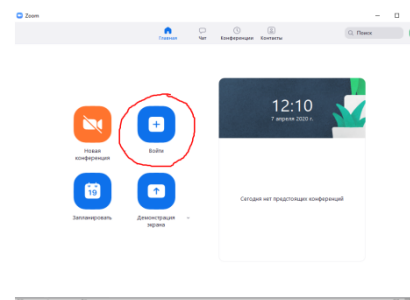 Zoom
Главная
Чат
Конференции
Контакты
Поиск
12:10
7 апреля 2020 г.
Новая
конференция
Войти
19
Запланировать
Демонстрация
экрана
Сегодня нет предстоящих конференций